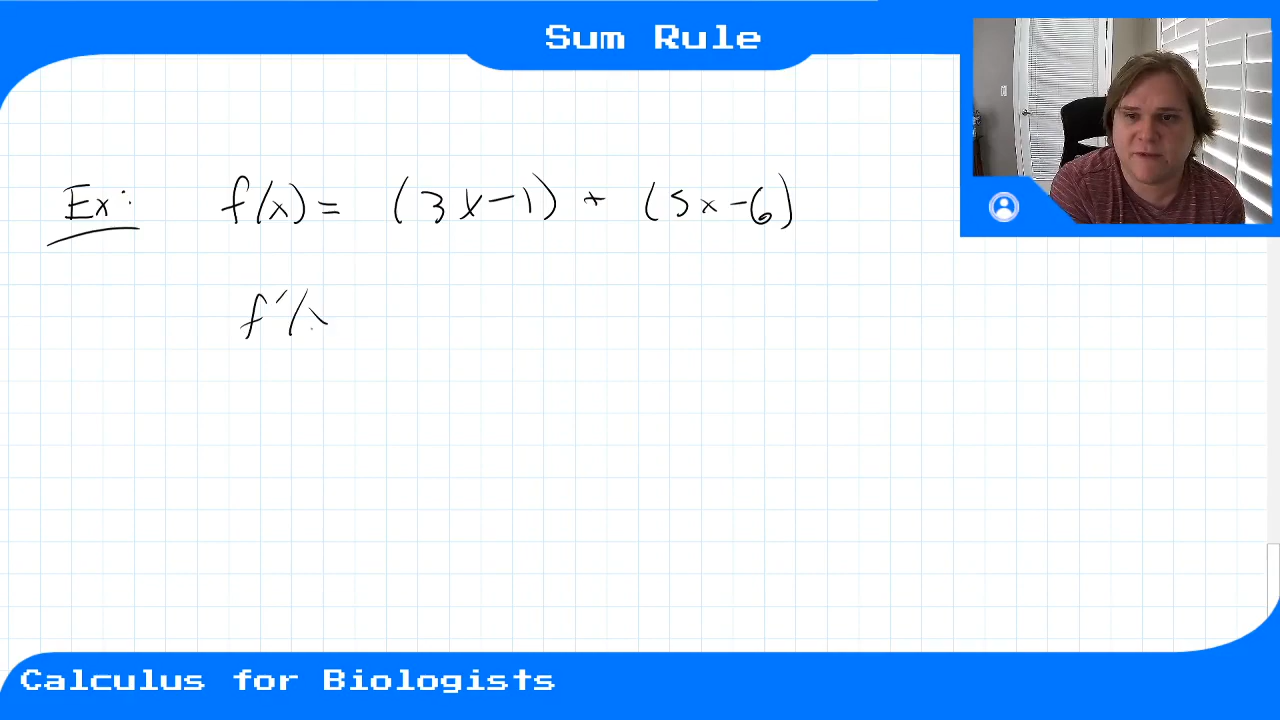 Sum Rule
Ex: f(x) = (3x-1) + (5x-6)
f'(x
Calculus for Biologists